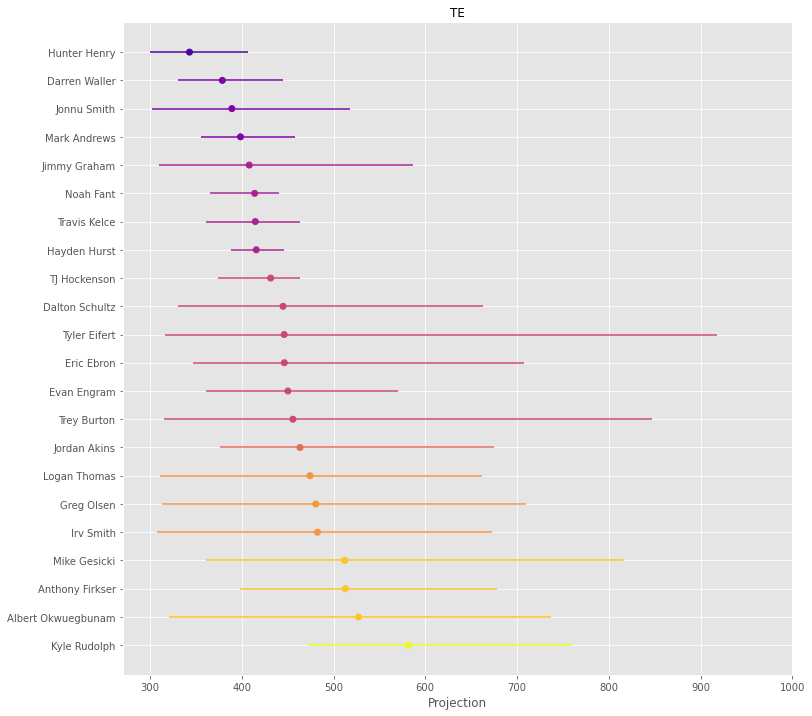 TE
Hunter Henry
Darren Waller
Jonnu Smith
Mark Andrews
Jimmy Graham
Noah Fant
Travis Kelce
Hayden Hurst
TJ Hockenson
Dalton Schultz
Tyler Eifert
Eric Ebron
Evan Engram
Trey Burton
Jordan Akins
Logan Thomas
Greg Olsen
Irv Smith
Mike Gesicki
Anthony Firkser
Albert Okwuegbunam
Kyle Rudolph
300 400 500 600 700 800 900 1000
Projection